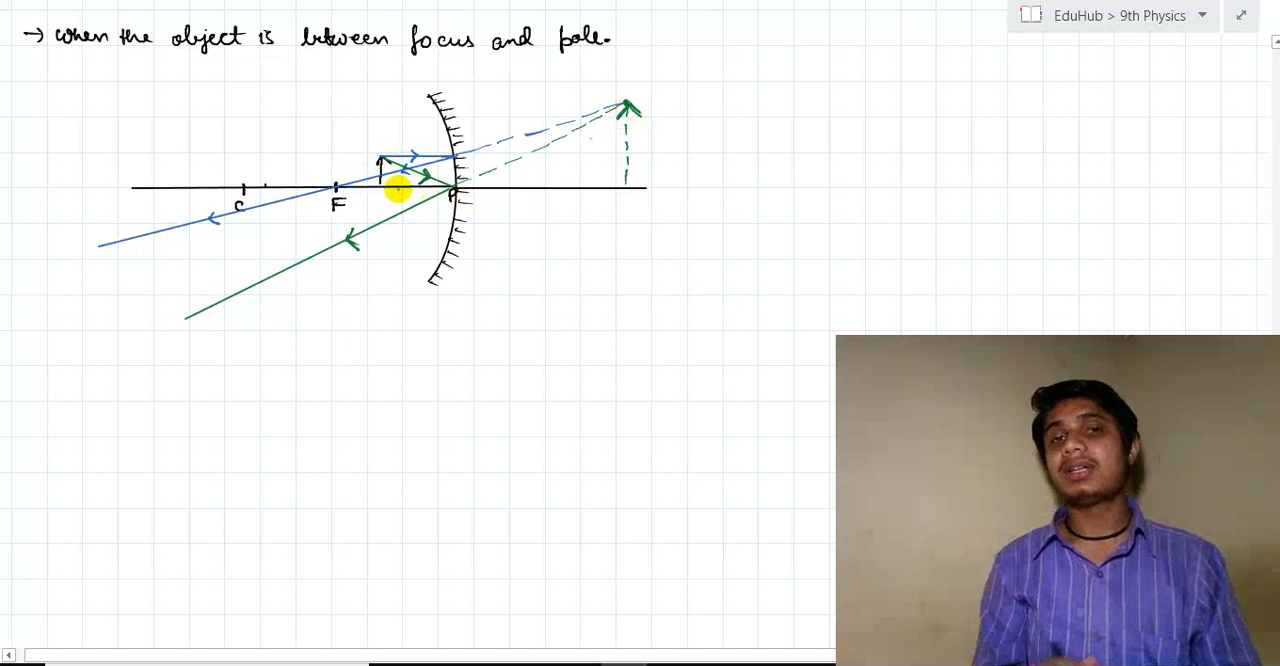 → when the object is between focus and pole.
EduHub > 9th Physics
C
F
P